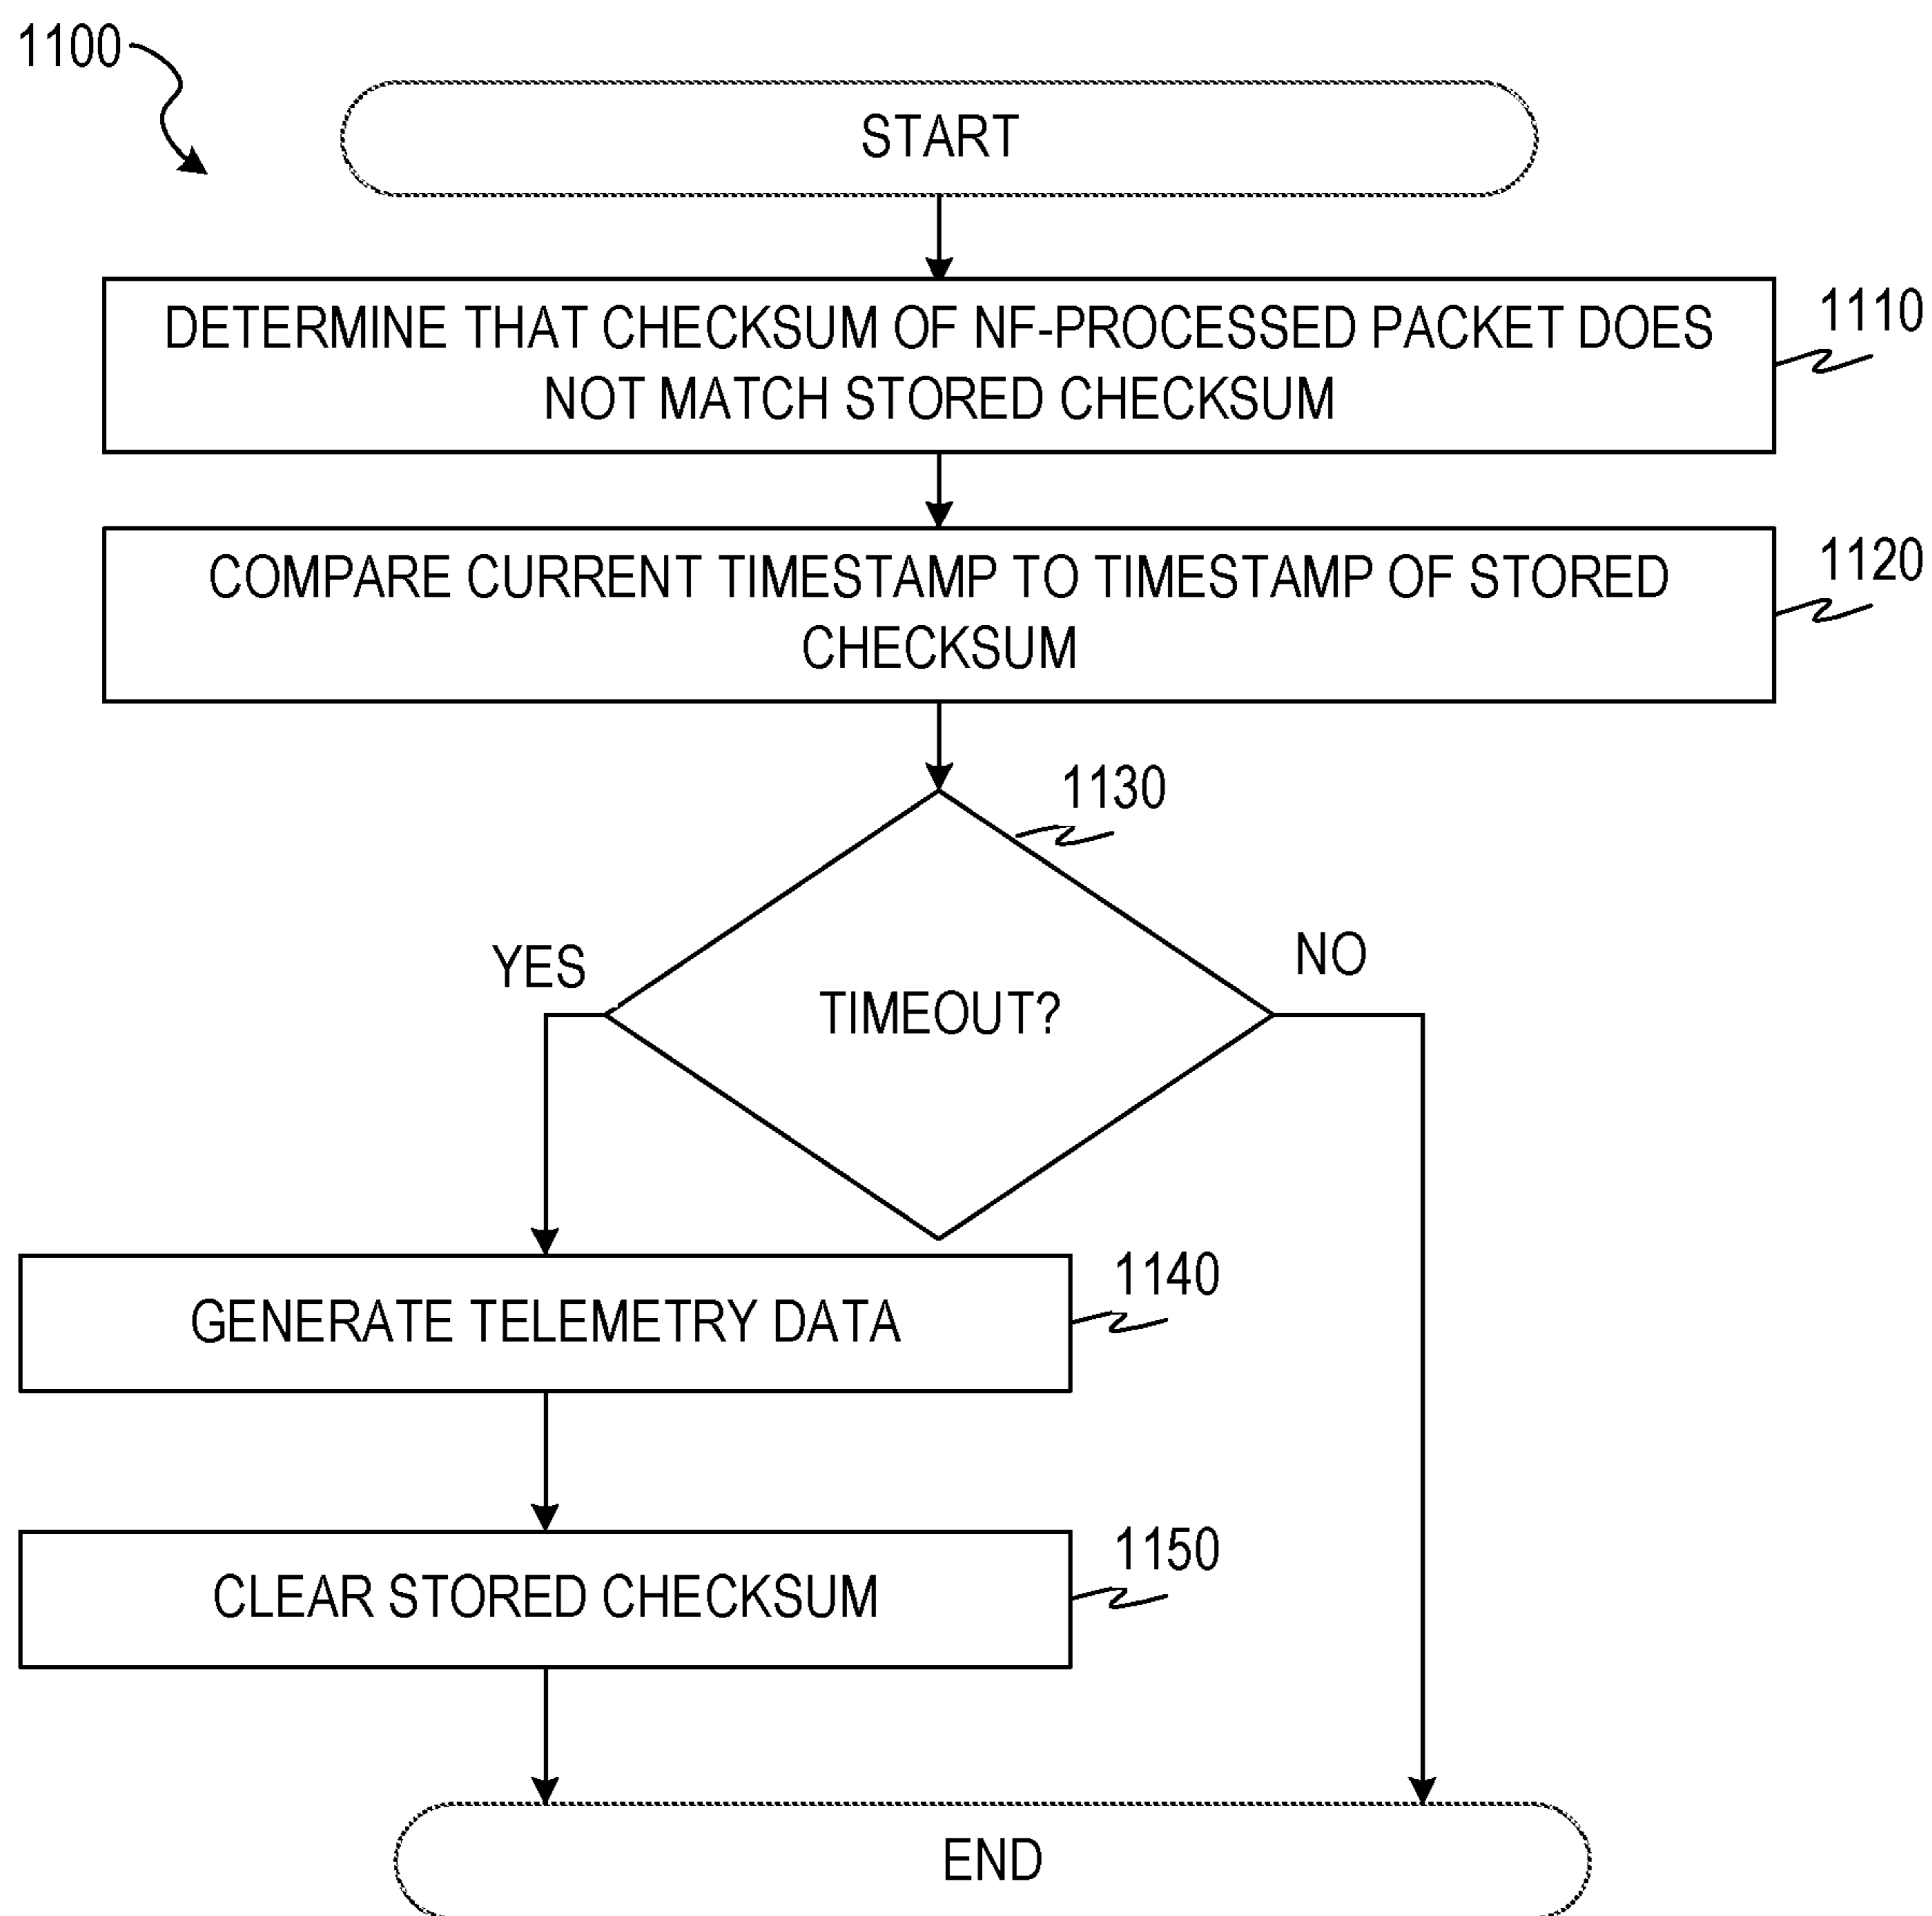 1100
START
DETERMINE THAT CHECKSUM OF NF-PROCESSED PACKET DOES
NOT MATCH STORED CHECKSUM
1110
COMPARE CURRENT TIMESTAMP TO TIMESTAMP OF STORED
CHECKSUM
1120
1130
YES
NO
TIMEOUT?
GENERATE TELEMETRY DATA
1140
CLEAR STORED CHECKSUM
1150
END